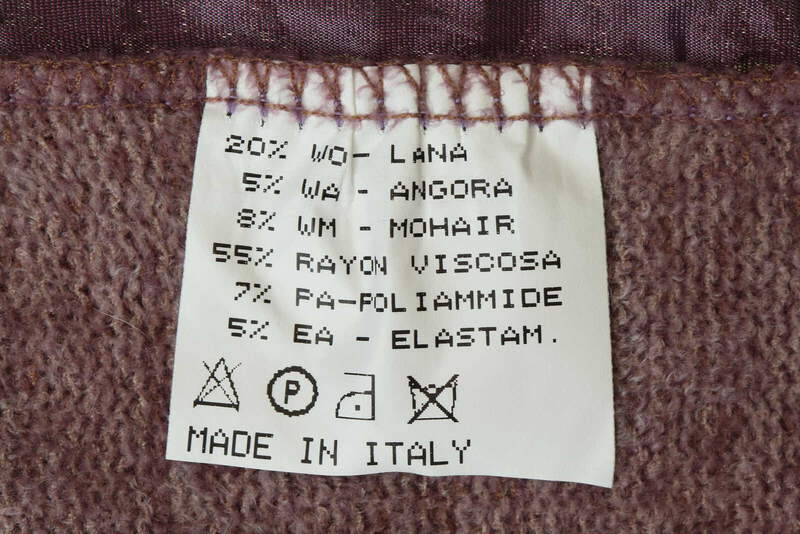 20% WO- LANA
5% WA - ANGORA
8% WM - MOHAIR
55% RAYON VISCOSA
7% PA-POLIAMMIDE
5% EA - ELASTAM.
P
MADE IN ITALY